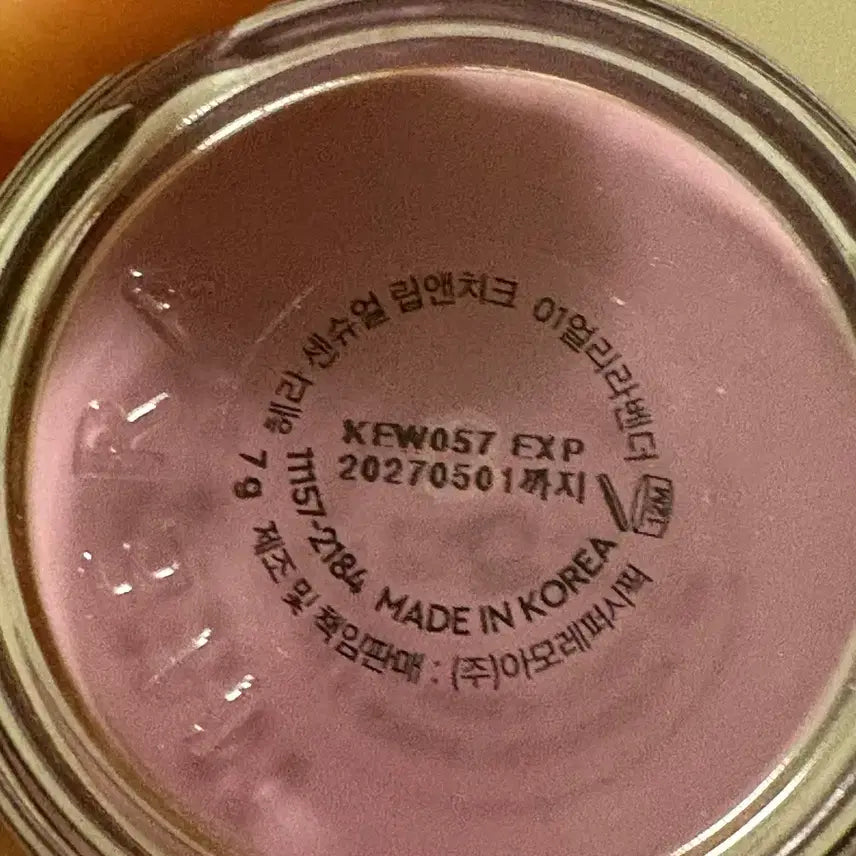 헤라 센슈얼 립앤치크 01얼리라벤더
KEW057 EXP
20270501까지
12M
7g
11157-2184 MADE IN KOREA
제조 및 책임판매 : (주)아모레퍼시픽
HERA